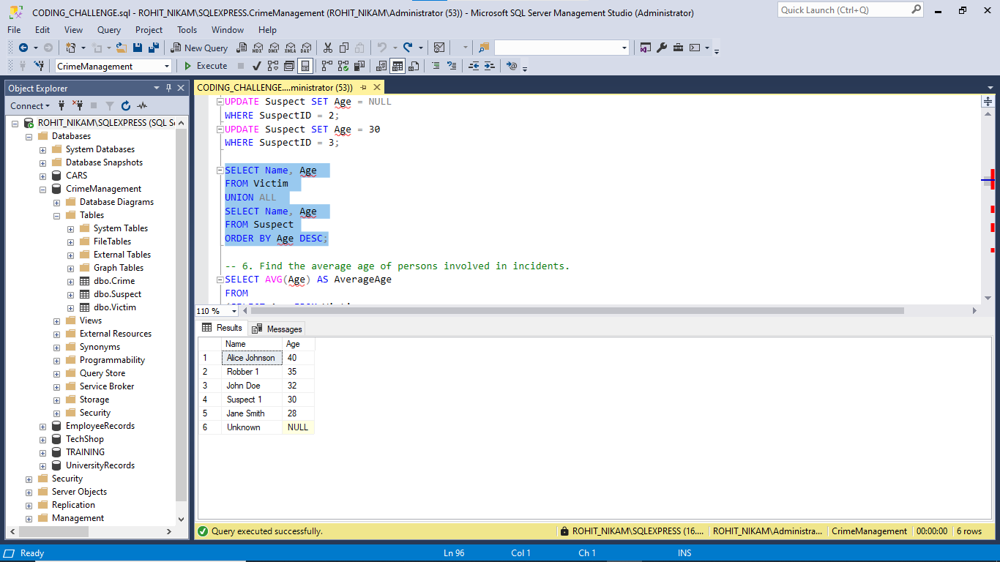 CODING_CHALLENGE.sql - ROHIT_NIKAM\SQLEXPRESS.CrimeManagement (ROHIT_NIKAM\Administrator (53)) - Microsoft SQL Server Management Studio (Administrator)
Quick Launch (Ctrl+Q)
File Edit View Query Project Tools Window Help
New Query MDX DMX XMLA DAX
CrimeManagement Execute
Object Explorer
Connect
ROHIT_NIKAM\SQLEXPRESS (SQL S
Databases
System Databases
Database Snapshots
CARS
CrimeManagement
Database Diagrams
Tables
System Tables
FileTables
External Tables
Graph Tables
dbo.Crime
dbo.Suspect
dbo.Victim
Views
External Resources
Synonyms
Programmability
Query Store
Service Broker
Storage
Security
EmployeeRecords
TechShop
TRAINING
UniversityRecords
Security
Server Objects
Replication
Management
CODING_CHALLENGE....ministrator (53))
UPDATE Suspect SET Age = NULL
WHERE SuspectID = 2;
UPDATE Suspect SET Age = 30
WHERE SuspectID = 3;
SELECT Name, Age
FROM Victim
UNION ALL
SELECT Name, Age
FROM Suspect
ORDER BY Age DESC;
-- 6. Find the average age of persons involved in incidents.
SELECT AVG(Age) AS AverageAge
FROM
110 %
Results Messages
Name Age
1 Alice Johnson 40
2 Robber 1 35
3 John Doe 32
4 Suspect 1 30
5 Jane Smith 28
6 Unknown NULL
Query executed successfully. ROHIT_NIKAM\SQLEXPRESS (16.... ROHIT_NIKAM\Administra... CrimeManagement 00:00:00 6 rows
Ready Ln 96 Col 1 Ch 1 INS